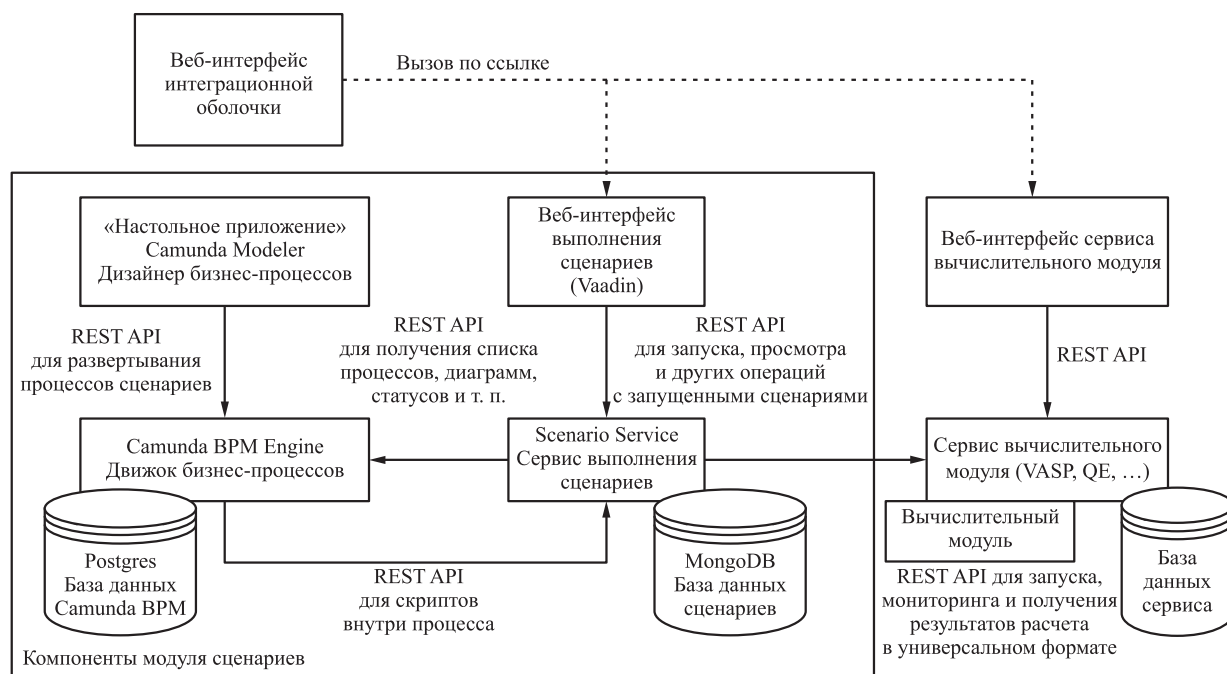 Веб-интерфейс
интеграционной
оболочки
Вызов по ссылке
«Настольное приложение»
Camunda Modeler
Дизайнер бизнес-процессов
Веб-интерфейс
выполнения
сценариев
(Vaadin)
Веб-интерфейс сервиса
вычислительного модуля
REST API
для развертывания
процессов сценариев
REST API
для получения списка
процессов, диаграмм,
статусов и т. п.
REST API
для запуска, просмотра
и других операций
с запущенными сценариями
REST API
Camunda BPM Engine
Движок бизнес-процессов
Scenario Service
Сервис выполнения
сценариев
Сервис вычислительного
модуля (VASP, QE, …)
Вычислительный
модуль
Postgres
База данных
Camunda BPM
REST API
для скриптов
внутри процесса
MongoDB
База данных
сценариев
REST API для запуска,
мониторинга и получения
результатов расчета
в универсальном формате
База
данных
сервиса
Компоненты модуля сценариев